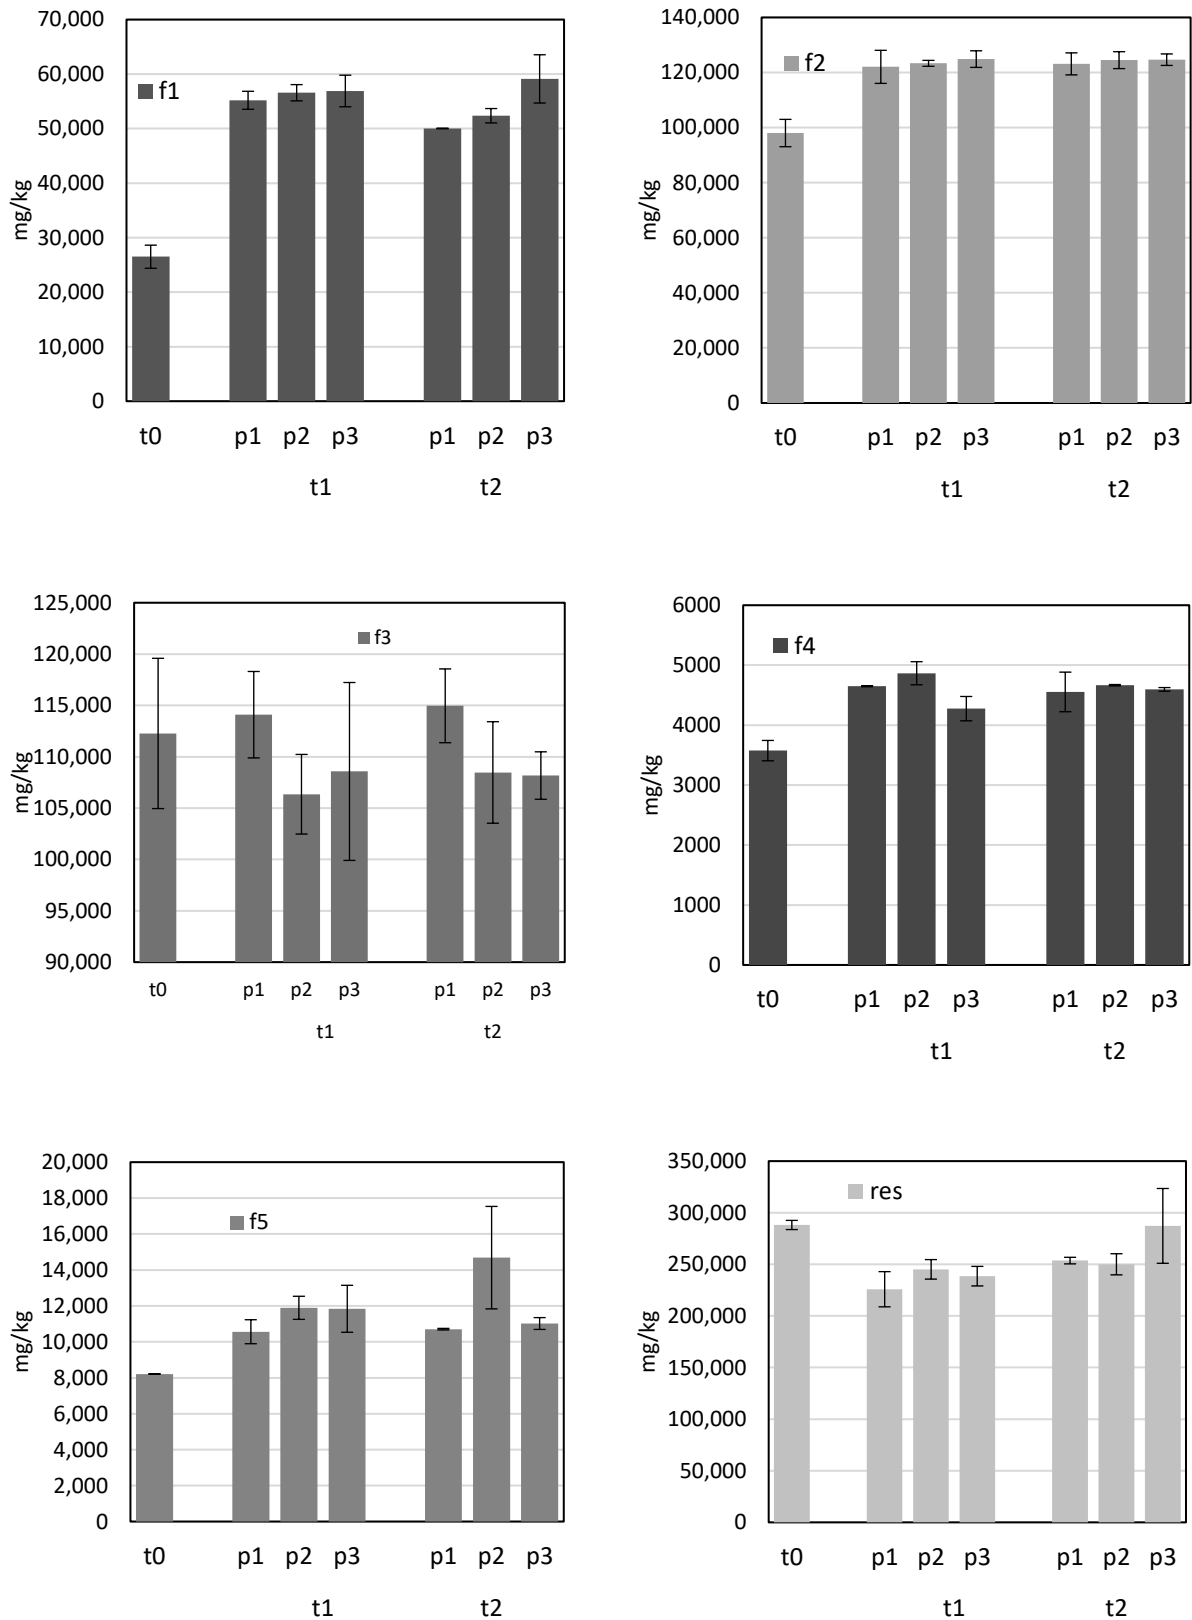 70,000
60,000
50,000
40,000
30,000
20,000
10,000
0
mg/kg
f1
t0 p1 p2 p3 p1 p2 p3
t1 t2
140,000
120,000
100,000
80,000
60,000
40,000
20,000
0
mg/kg
f2
t0 p1 p2 p3 p1 p2 p3
t1 t2
125,000
120,000
115,000
110,000
105,000
100,000
95,000
90,000
mg/kg
f3
t0 p1 p2 p3 p1 p2 p3
t1 t2
6000
5000
4000
3000
2000
1000
0
mg/kg
f4
t0 p1 p2 p3 p1 p2 p3
t1 t2
20,000
18,000
16,000
14,000
12,000
10,000
8,000
6,000
4,000
2,000
0
mg/kg
f5
t0 p1 p2 p3 p1 p2 p3
t1 t2
350,000
300,000
250,000
200,000
150,000
100,000
50,000
0
mg/kg
res
t0 p1 p2 p3 p1 p2 p3
t1 t2